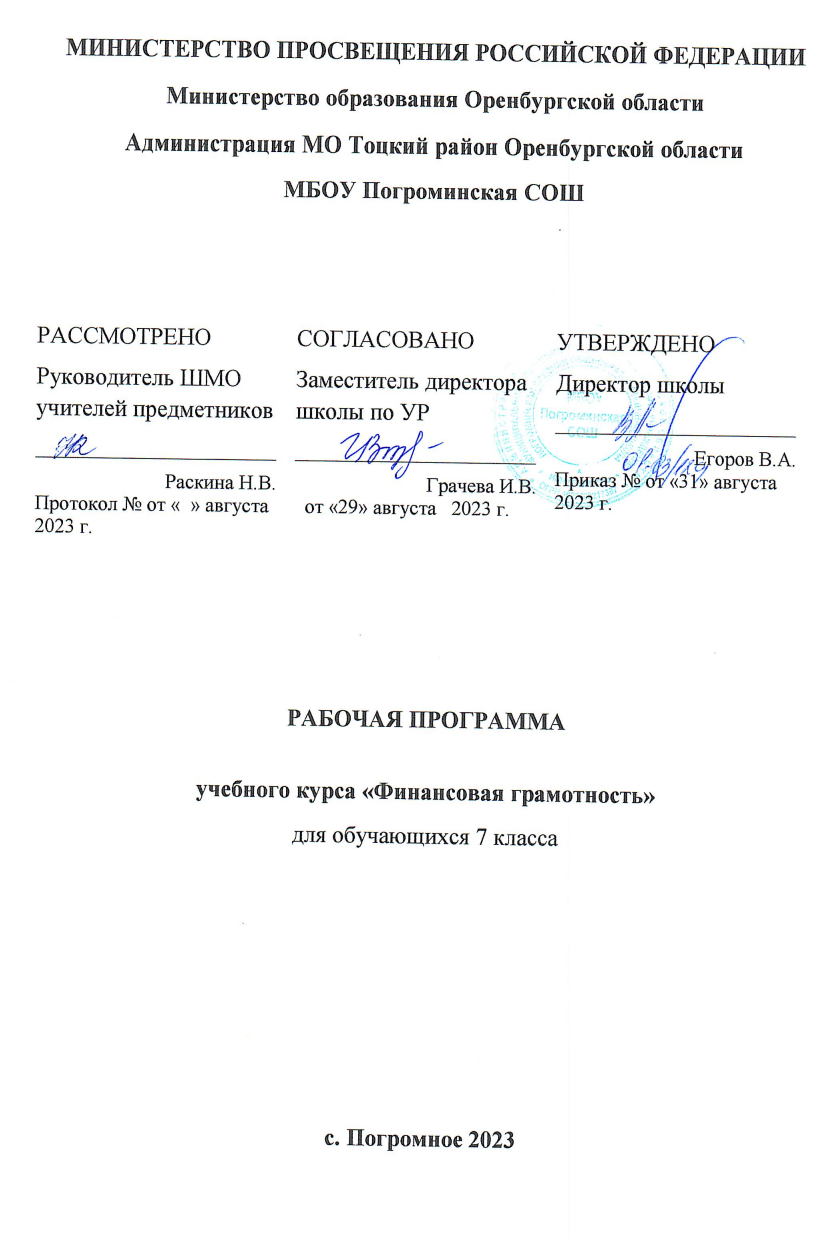 МИНИСТЕРСТВО ПРОСВЕЩЕНИЯ РОССИЙСКОЙ ФЕДЕРАЦИИ
Министерство образования Оренбургской области
Администрация МО Тоцкий район Оренбургской области
МБОУ Погроминская СОШ
РАССМОТРЕНО
Руководитель ШМО
учителей предметников
Раскина Н.В.
Протокол № от « » августа
2023 г.
СОГЛАСОВАНО
Заместитель директора
школы по УР
Грачева И.В.
от «29» августа 2023 г.
УТВЕРЖДЕНО
Директор школы
Погроминская
СОШ
Егоров В.А.
Приказ № от «31» августа
2023 г.
РАБОЧАЯ ПРОГРАММА
учебного курса «Финансовая грамотность»
для обучающихся 7 класса
с. Погромное 2023